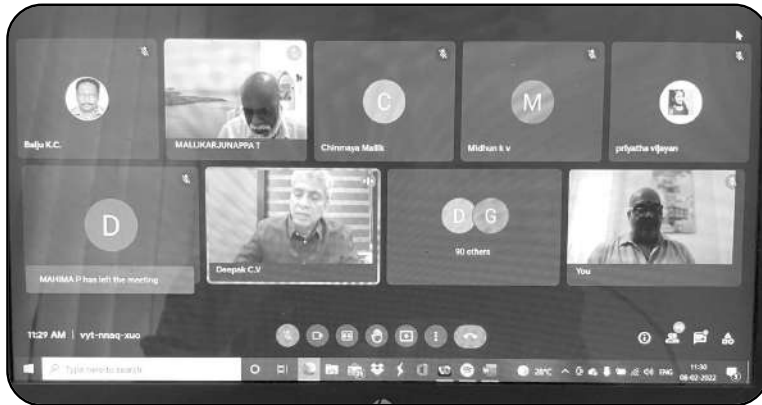 Baiju K.C.
MALLIKARJUNAPPA T
C
Chinmaya Mallik
M
Midhun k v
priyatha vijayan
D
MAHIMA P has left the meeting
Deepak C.V
D G
90 others
You
11:29 AM | vyt-nnaq-xuo
Type here to search
28°C
ENG
11:30
08-02-2022